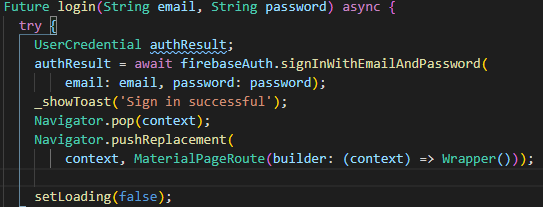 Future login(String email, String password) async {
try {
UserCredential authResult;
authResult = await firebaseAuth.signInWithEmailAndPassword(
email: email, password: password);
_showToast('Sign in successful');
Navigator.pop(context);
Navigator.pushReplacement(
context, MaterialPageRoute(builder: (context) => Wrapper()));
setLoading(false);